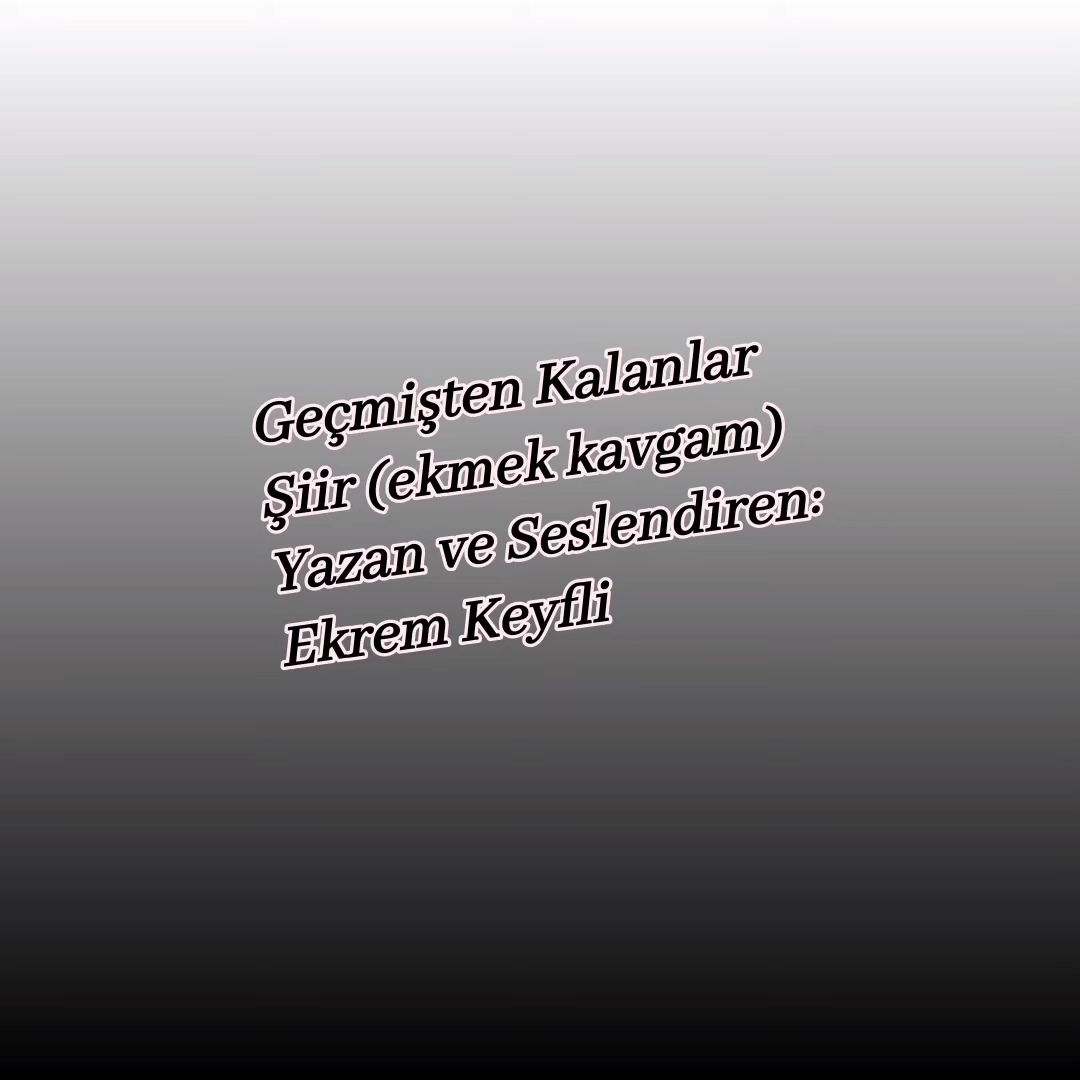 Geçmişten Kalanlar
Şiir (ekmek kavgam)
Yazan ve Seslendiren:
Ekrem Keyfli